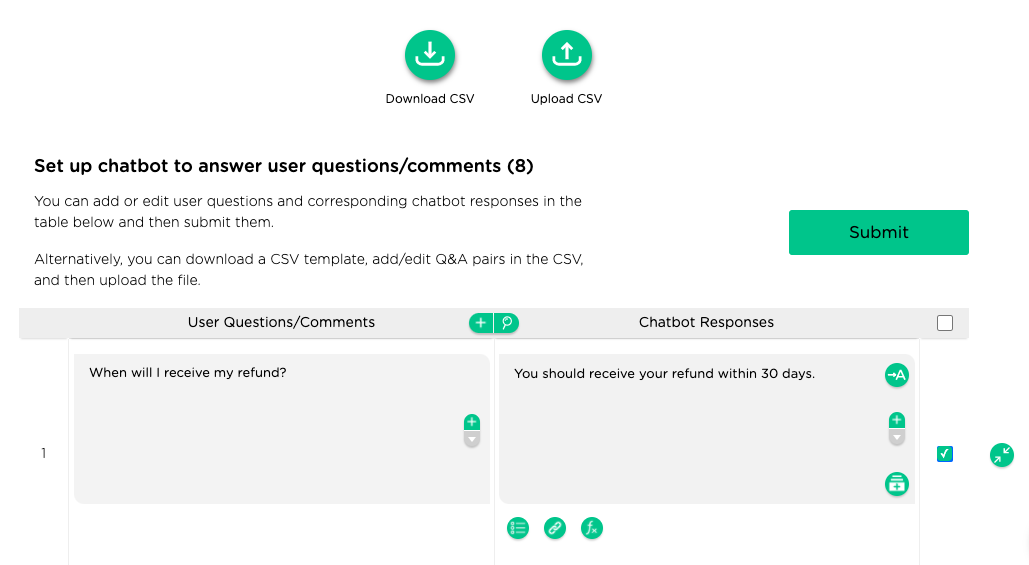 Download CSV
Upload CSV
Set up chatbot to answer user questions/comments (8)
You can add or edit user questions and corresponding chatbot responses in the
table below and then submit them.
Submit
Alternatively, you can download a CSV template, add/edit Q&A pairs in the CSV,
and then upload the file.
User Questions/Comments
Chatbot Responses
When will I receive my refund?
You should receive your refund within 30 days.
→A
1
fx